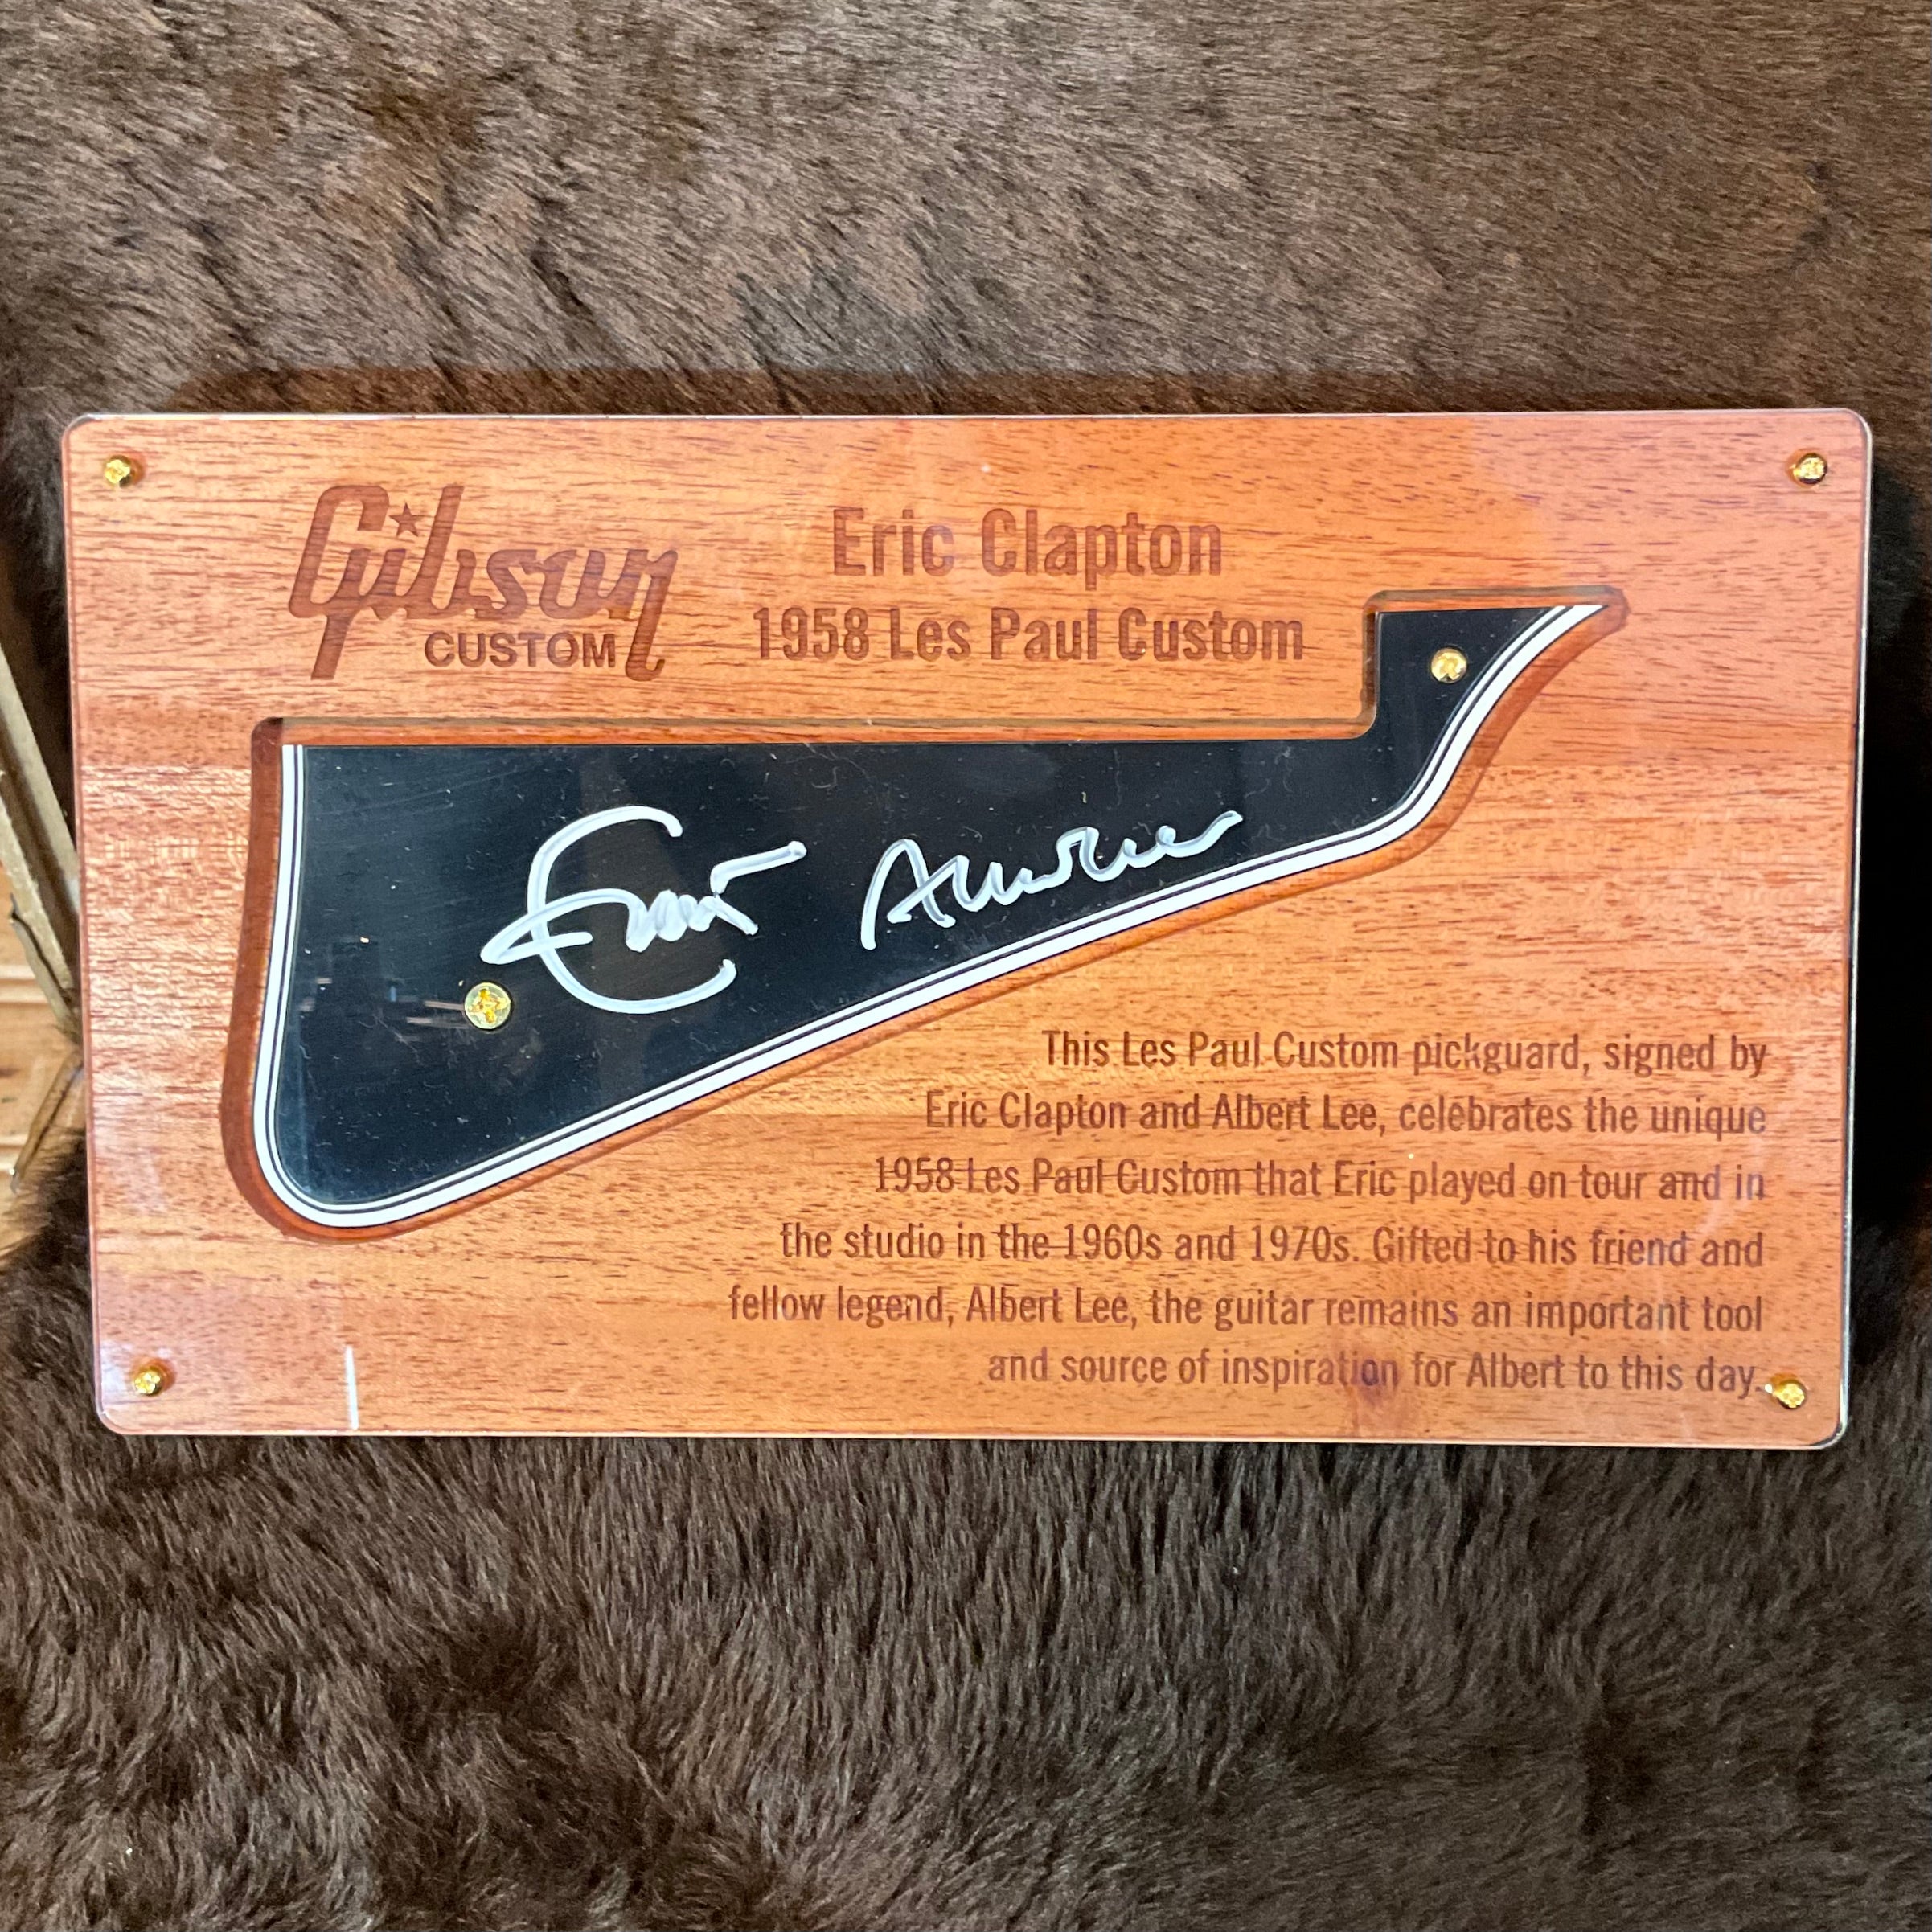 Gibson
CUSTOM
Eric Clapton
1958 Les Paul Custom
This Les Paul Custom pickguard, signed by
Eric Clapton and Albert Lee, celebrates the unique
1958 Les Paul Custom that Eric played on tour and in
the studio in the 1960s and 1970s. Gifted to his friend and
fellow legend, Albert Lee, the guitar remains an important tool
and source of inspiration for Albert to this day.